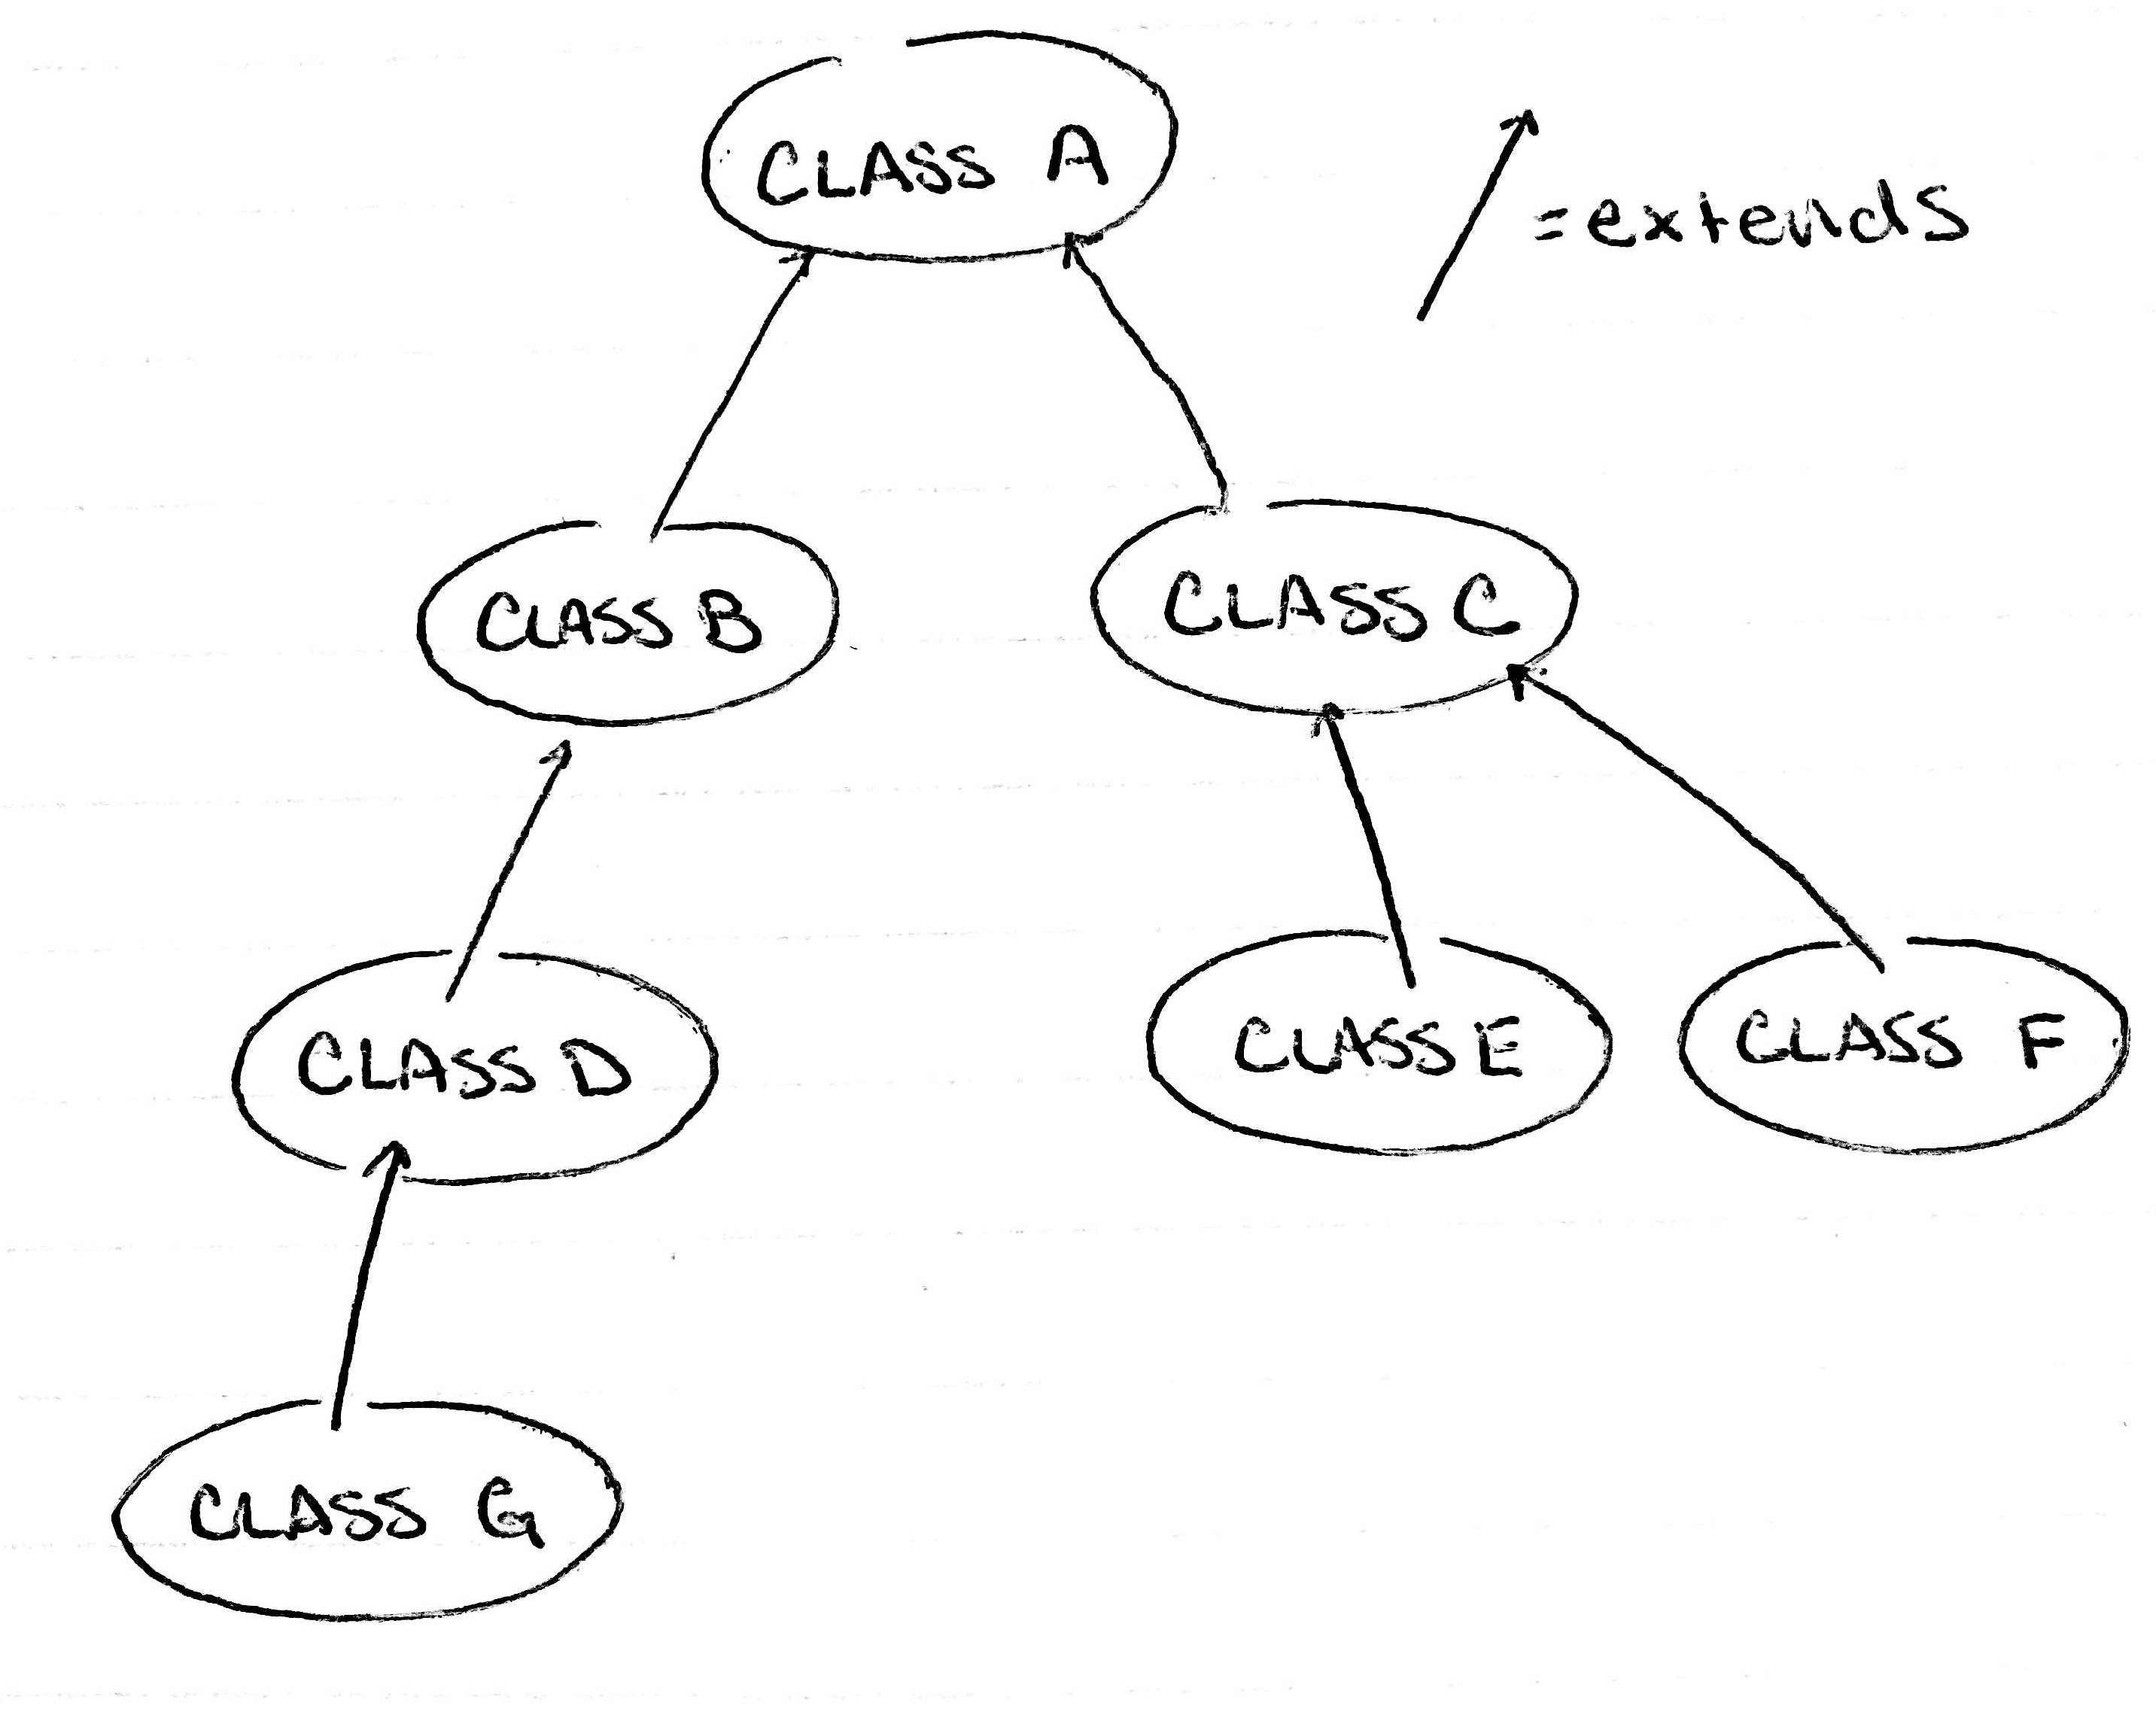 CLASS A
= extends
CLASS B
CLASS C
CLASS D
CLASS E
CLASS F
CLASS G